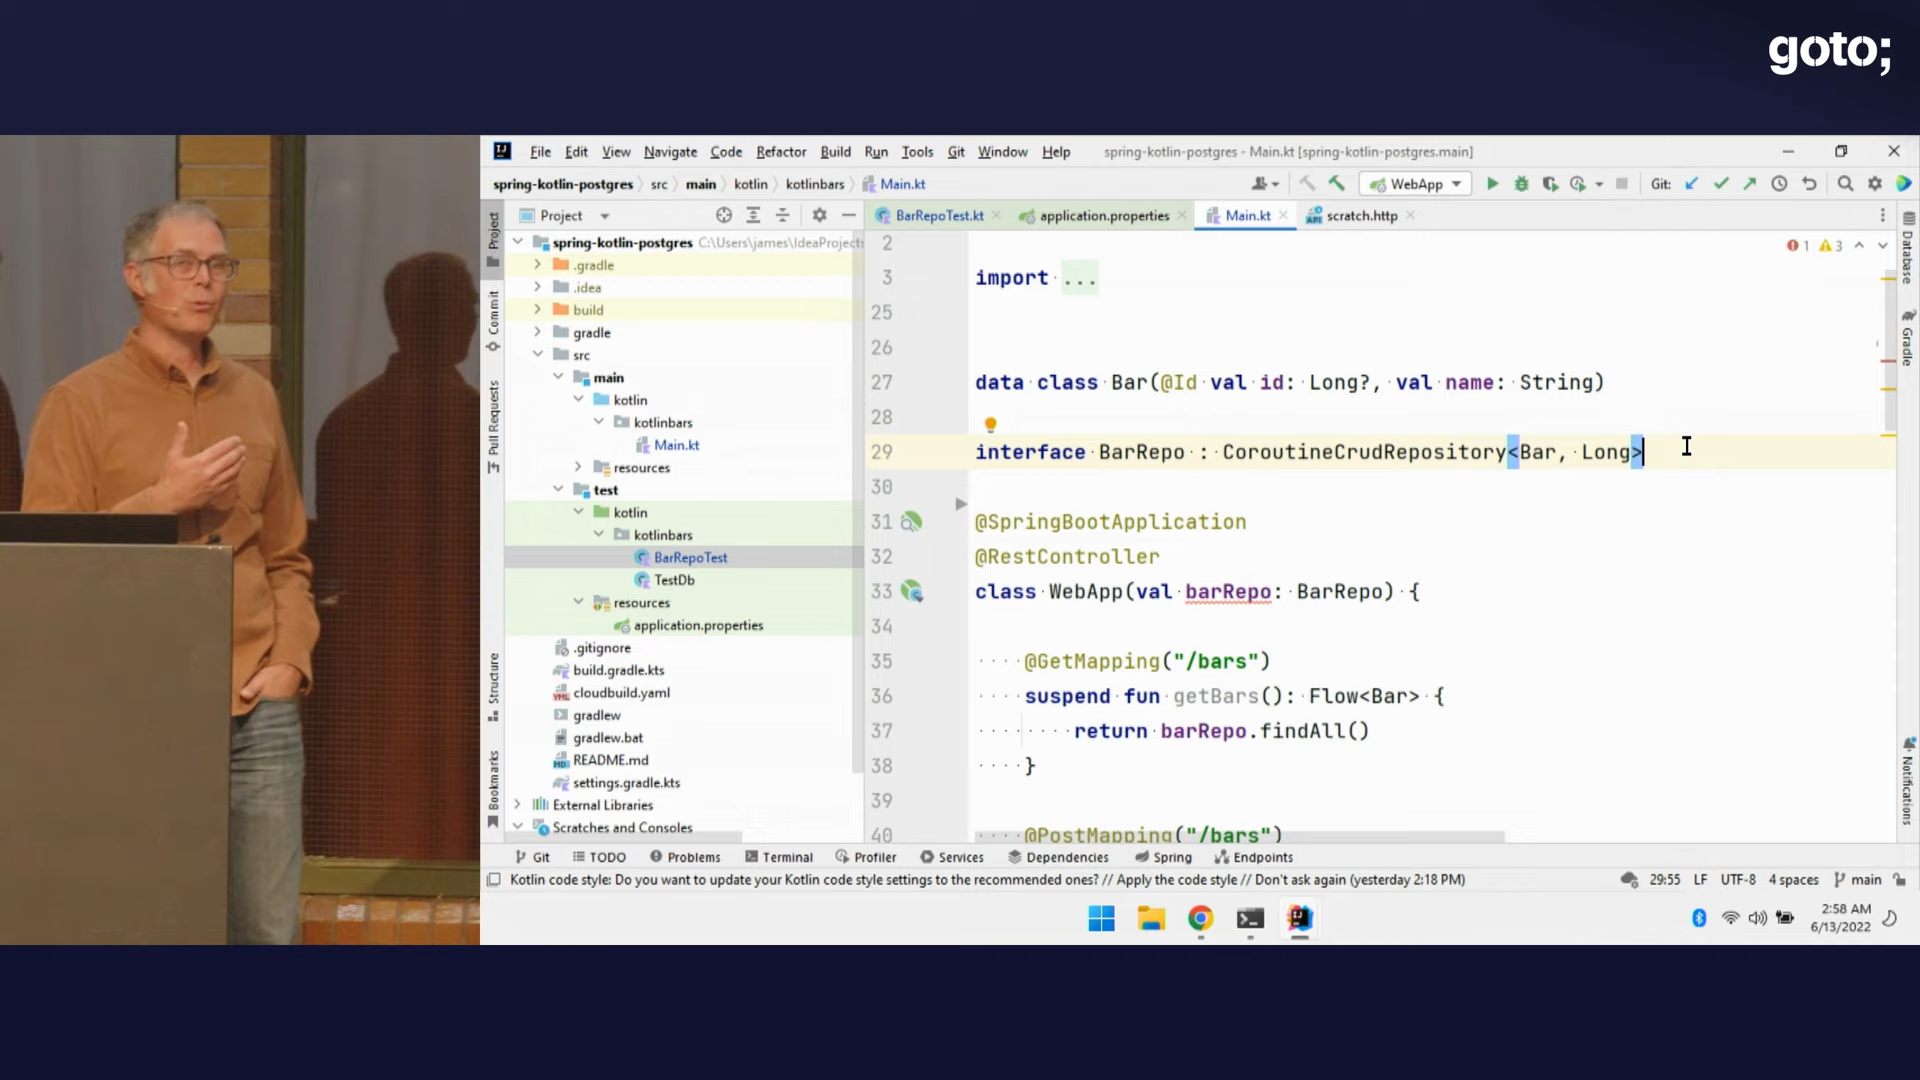 goto;
File Edit View Navigate Code Refactor Build Run Tools Git Window Help spring-kotlin-postgres - Main.kt [spring-kotlin-postgres.main]
spring-kotlin-postgres src main kotlin kotlinbars Main.kt WebApp Git:
Project
BarRepoTest.kt application.properties Main.kt scratch.http
Project
Commit
Pull Requests
Structure
Bookmarks
spring-kotlin-postgres C:\Users\james\IdeaProjects
.gradle
.idea
build
gradle
src
main
kotlin
kotlinbars
Main.kt
resources
test
kotlin
kotlinbars
BarRepoTest
TestDb
resources
application.properties
.gitignore
build.gradle.kts
cloudbuild.yaml
gradlew
gradlew.bat
README.md
settings.gradle.kts
External Libraries
Scratches and Consoles
1 3
2
3 import ...
25
26
27 data class Bar(@Id val id: Long?, val name: String)
28
29 interface BarRepo : CoroutineCrudRepository<Bar, Long>
30
31 @SpringBootApplication
32 @RestController
33 class WebApp(val barRepo: BarRepo) {
34
35 @GetMapping("/bars")
36 suspend fun getBars(): Flow<Bar> {
37 return barRepo.findAll()
38 }
39
40 @PostMapping("/bars")
Database
Gradle
Notifications
Git TODO Problems Terminal Profiler Services Dependencies Spring Endpoints
Kotlin code style: Do you want to update your Kotlin code style settings to the recommended ones? // Apply the code style // Don't ask again (yesterday 2:18 PM) 29:55 LF UTF-8 4 spaces main
2:58 AM
6/13/2022